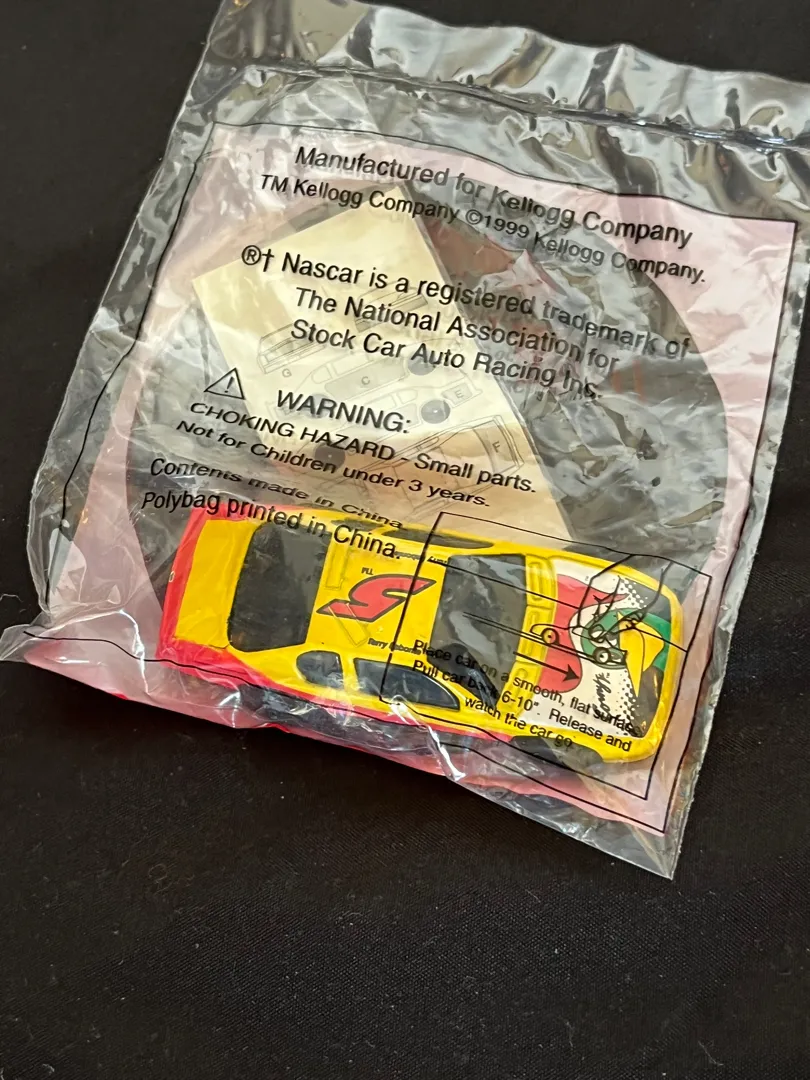 Manufactured for Kellogg Company
TM Kellogg Company ©1999 Kellogg Company.
®† Nascar is a registered trademark of
The National Association for
Stock Car Auto Racing Inc.
WARNING:
CHOKING HAZARD - Small parts.
Not for Children under 3 years.
Contents made in China
Polybag printed in China.
G
C
E
F
5
Terry
Place car on a smooth, flat surface
Pull car back 6-10". Release and
watch the car go